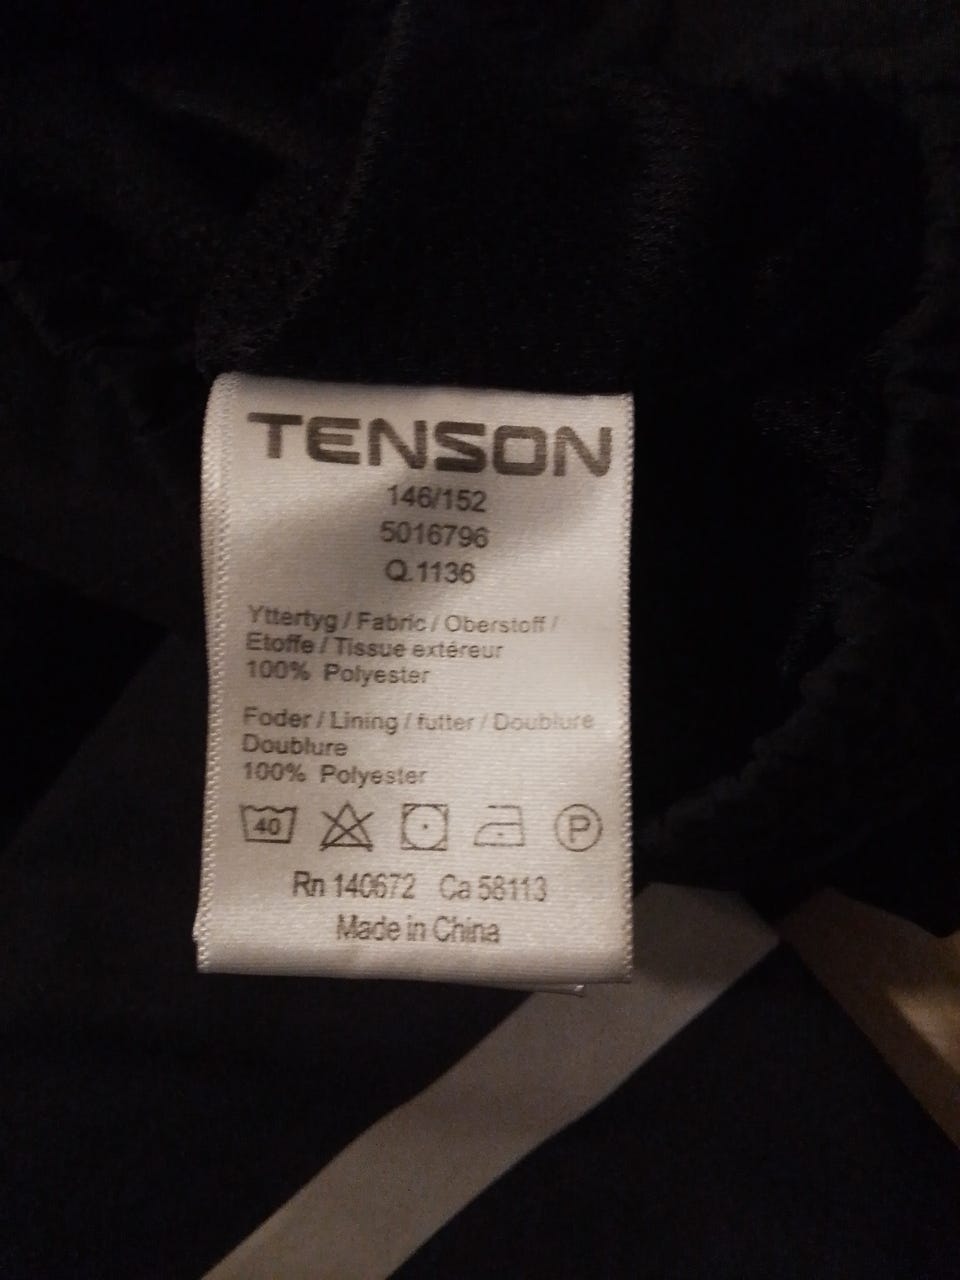 TENSON
146/152
5016796
Q.1136
Yttertyg / Fabric / Oberstoff /
Etoffe / Tissue extéreur
100% Polyester
Foder / Lining / futter / Doublure
Doublure
100% Polyester
40 P
Rn 140672 Ca 58113
Made in China